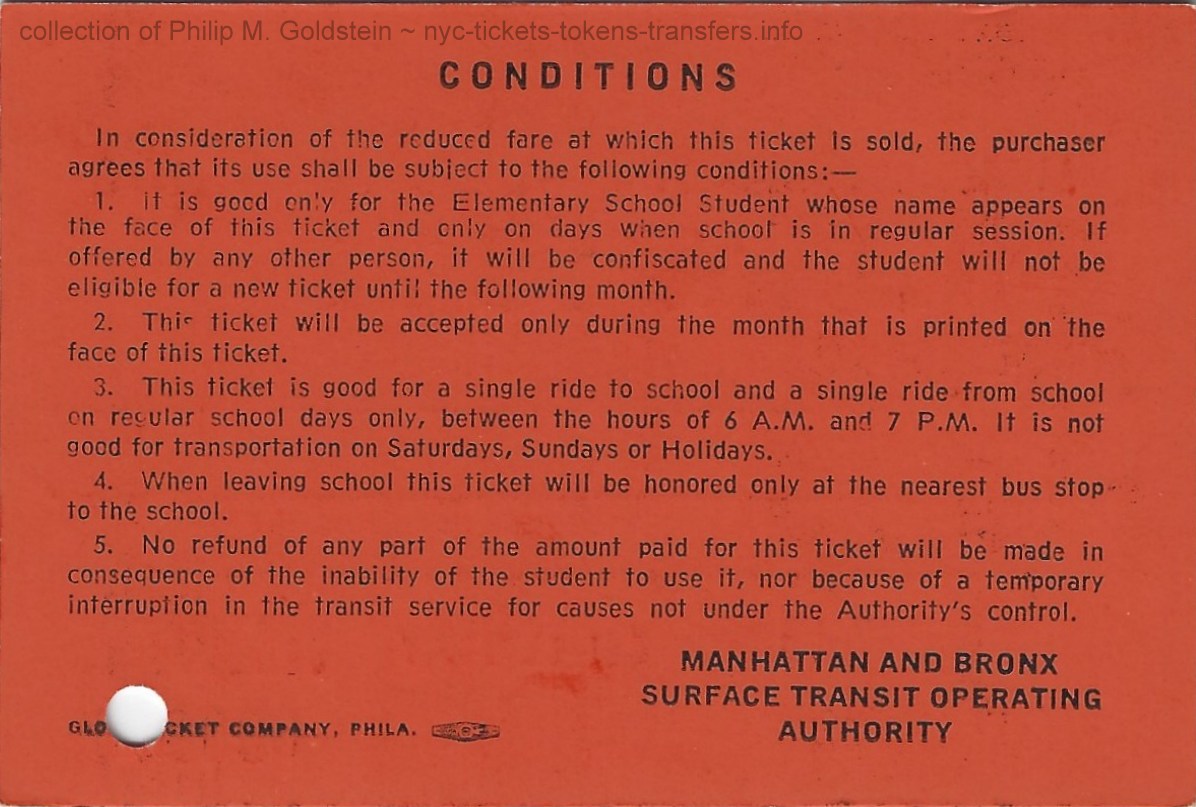 collection of Philip M. Goldstein ~ nyc-tickets-tokens-transfers.info
CONDITIONS
In consideration of the reduced fare at which this ticket is sold, the purchaser
agrees that its use shall be subject to the following conditions:—
1. It is good only for the Elementary School Student whose name appears on
the face of this ticket and only on days when school is in regular session. If
offered by any other person, it will be confiscated and the student will not be
eligible for a new ticket until the following month.
2. This ticket will be accepted only during the month that is printed on the
face of this ticket.
3. This ticket is good for a single ride to school and a single ride from school
on regular school days only, between the hours of 6 A.M. and 7 P.M. It is not
good for transportation on Saturdays, Sundays or Holidays.
4. When leaving school this ticket will be honored only at the nearest bus stop
to the school.
5. No refund of any part of the amount paid for this ticket will be made in
consequence of the inability of the student to use it, nor because of a temporary
interruption in the transit service for causes not under the Authority's control.
MANHATTAN AND BRONX
SURFACE TRANSIT OPERATING
AUTHORITY
COMPANY, PHILA.